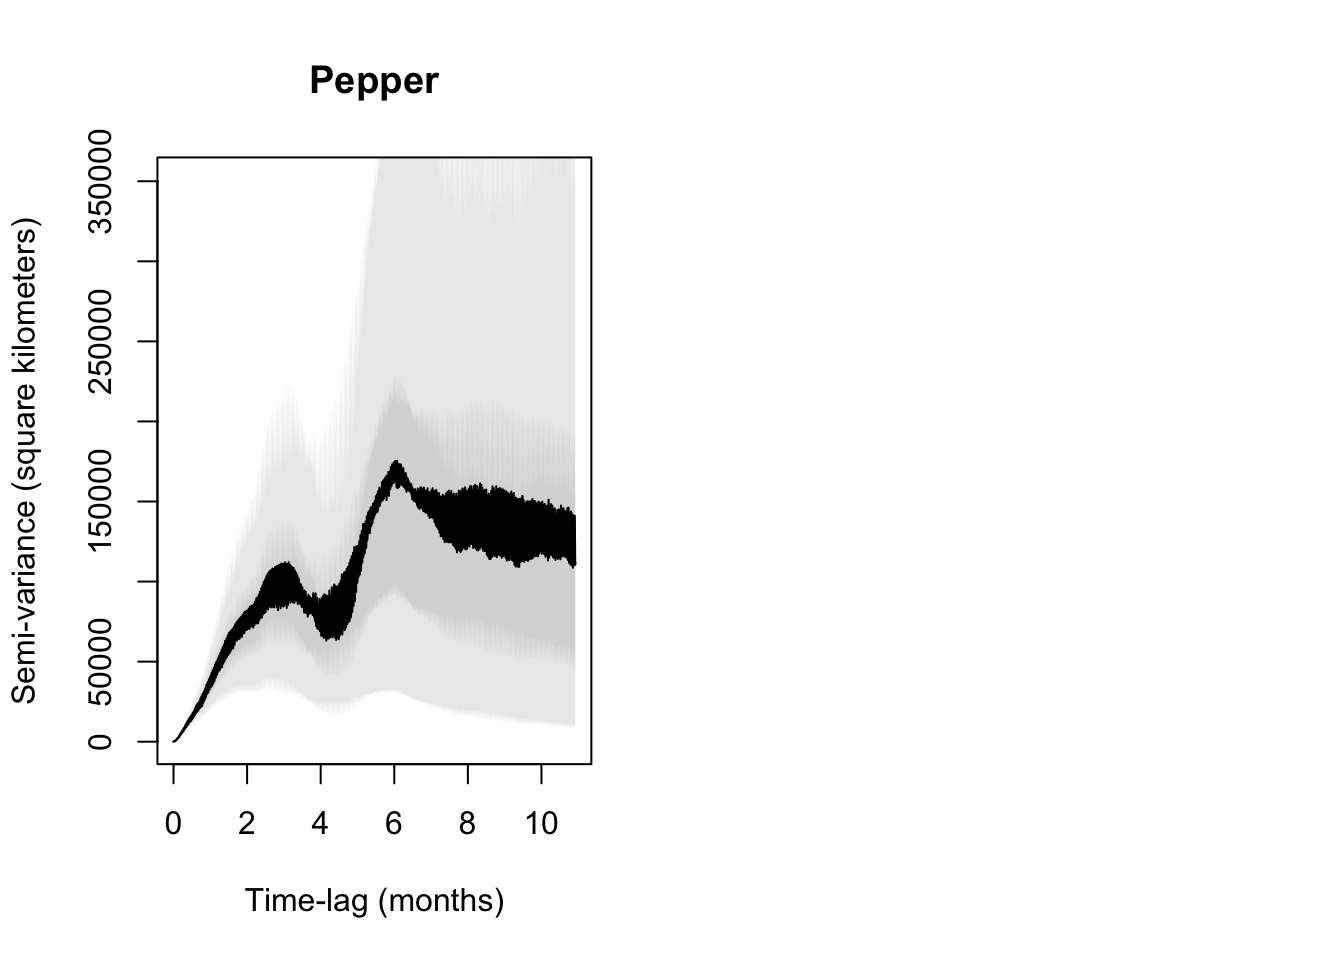 Pepper
Semi-variance (square kilometers)
350000
250000
150000
50000
0
0 2 4 6 8 10
Time-lag (months)